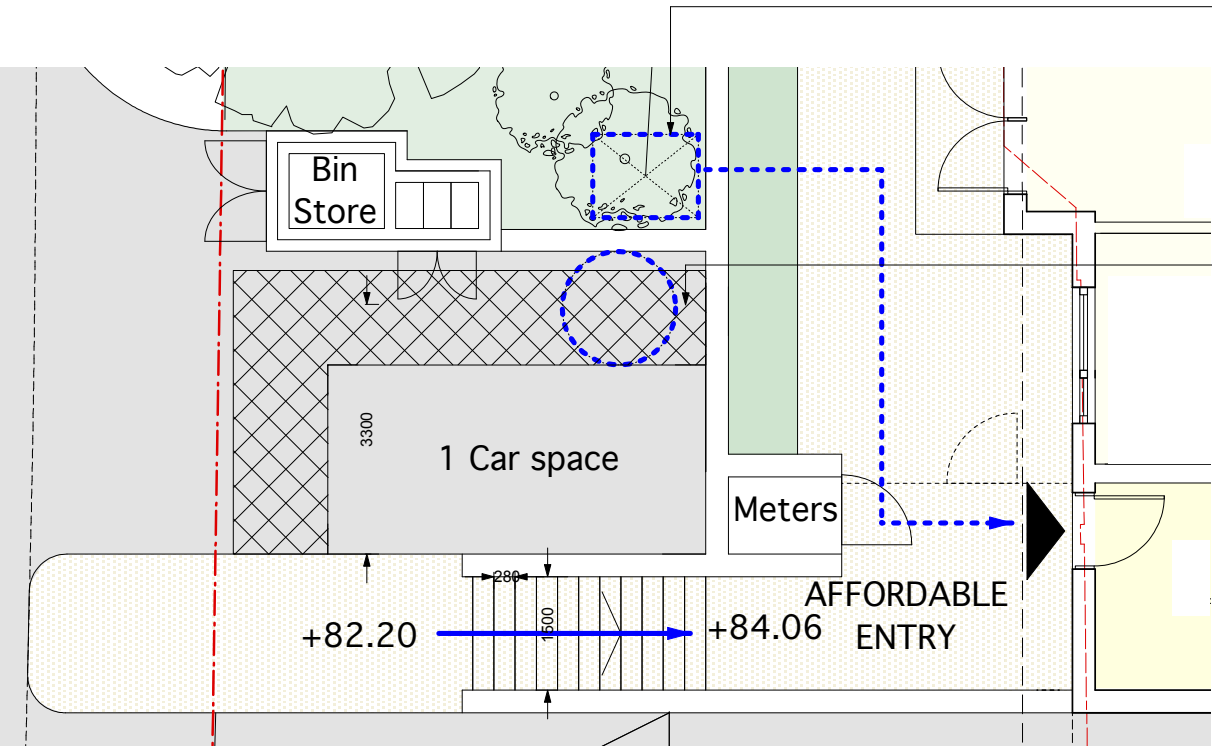 Bin
Store
3300
1 Car space
Meters
280
1500
AFFORDABLE
ENTRY
+82.20
+84.06